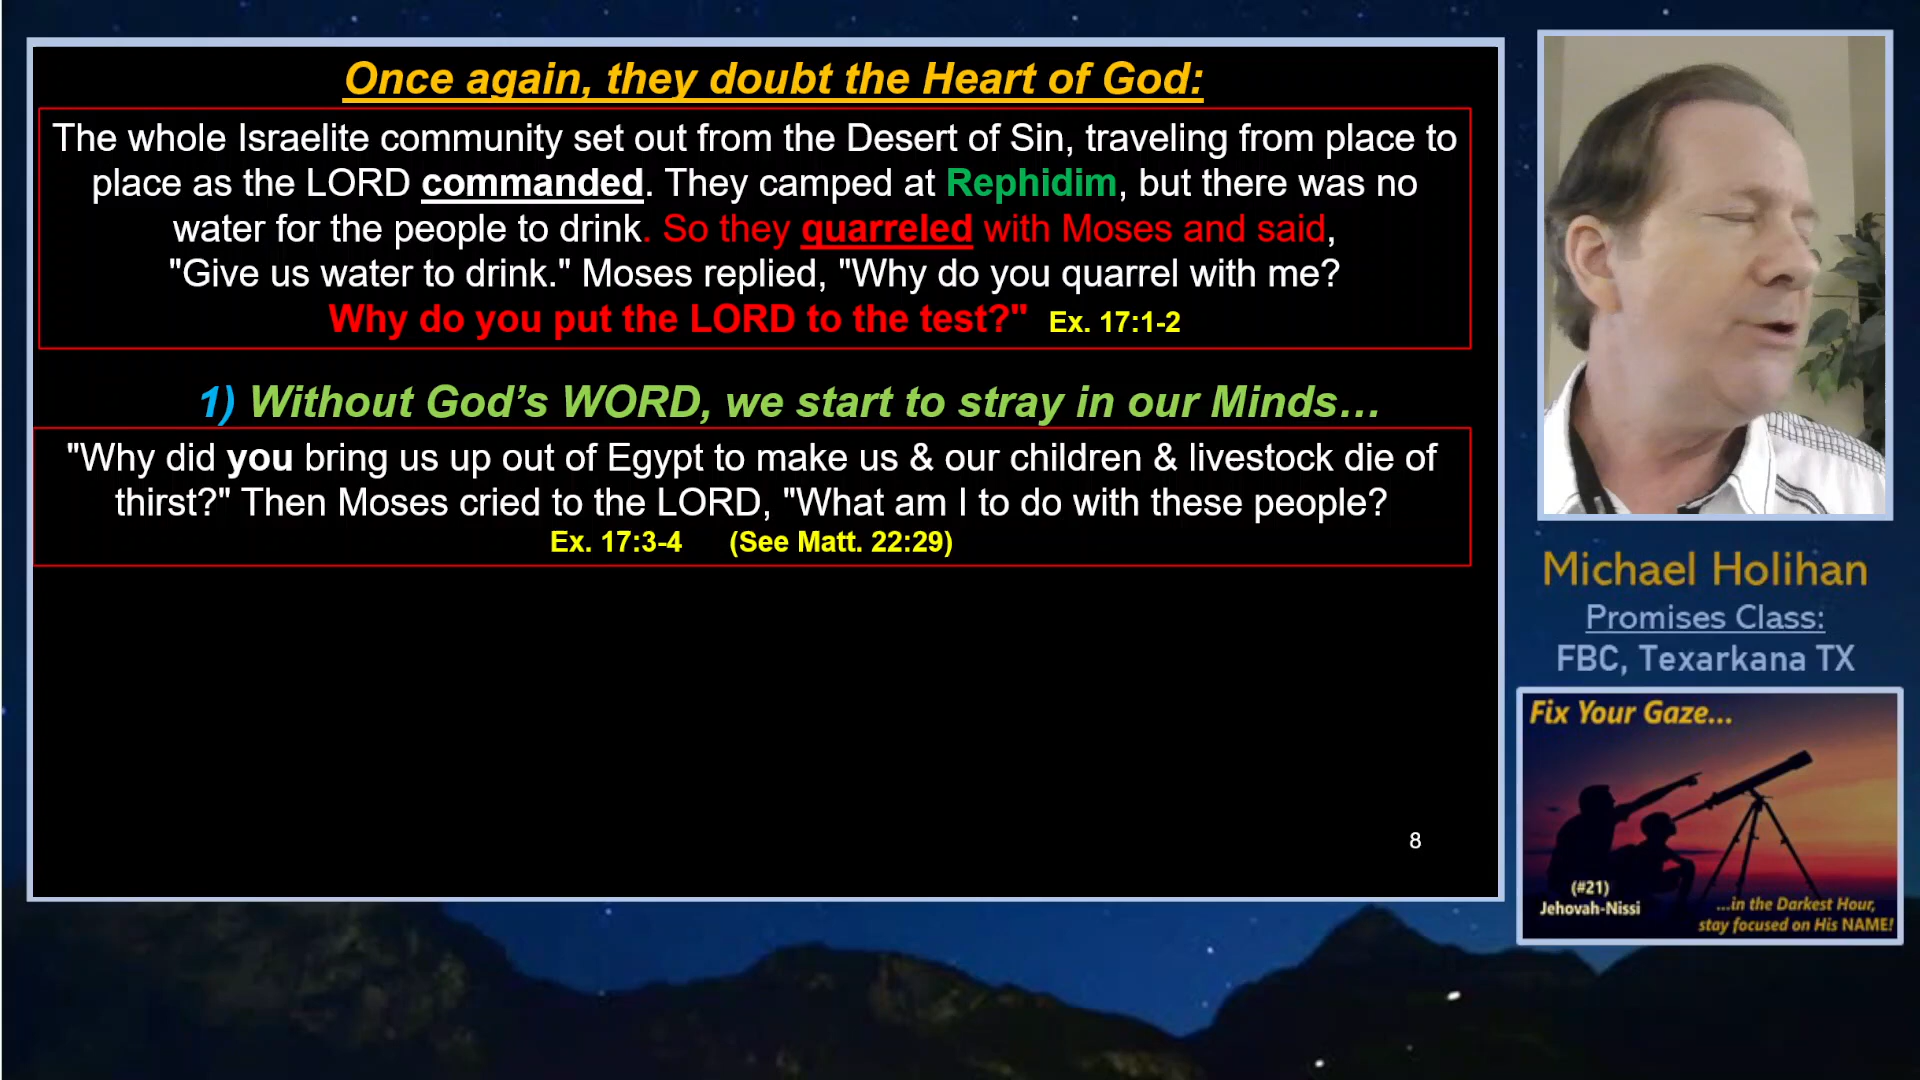 Once again, they doubt the Heart of God:
The whole Israelite community set out from the Desert of Sin, traveling from place to
place as the LORD commanded. They camped at Rephidim, but there was no
water for the people to drink. So they quarreled with Moses and said,
"Give us water to drink." Moses replied, "Why do you quarrel with me?
Why do you put the LORD to the test?" Ex. 17:1-2
1) Without God’s WORD, we start to stray in our Minds…
"Why did you bring us up out of Egypt to make us & our children & livestock die of
thirst?" Then Moses cried to the LORD, "What am I to do with these people?
Ex. 17:3-4 (See Matt. 22:29)
8
Michael Holihan
Promises Class:
FBC, Texarkana TX
Fix Your Gaze...
(#21)
Jehovah-Nissi
...in the Darkest Hour,
stay focused on His NAME!